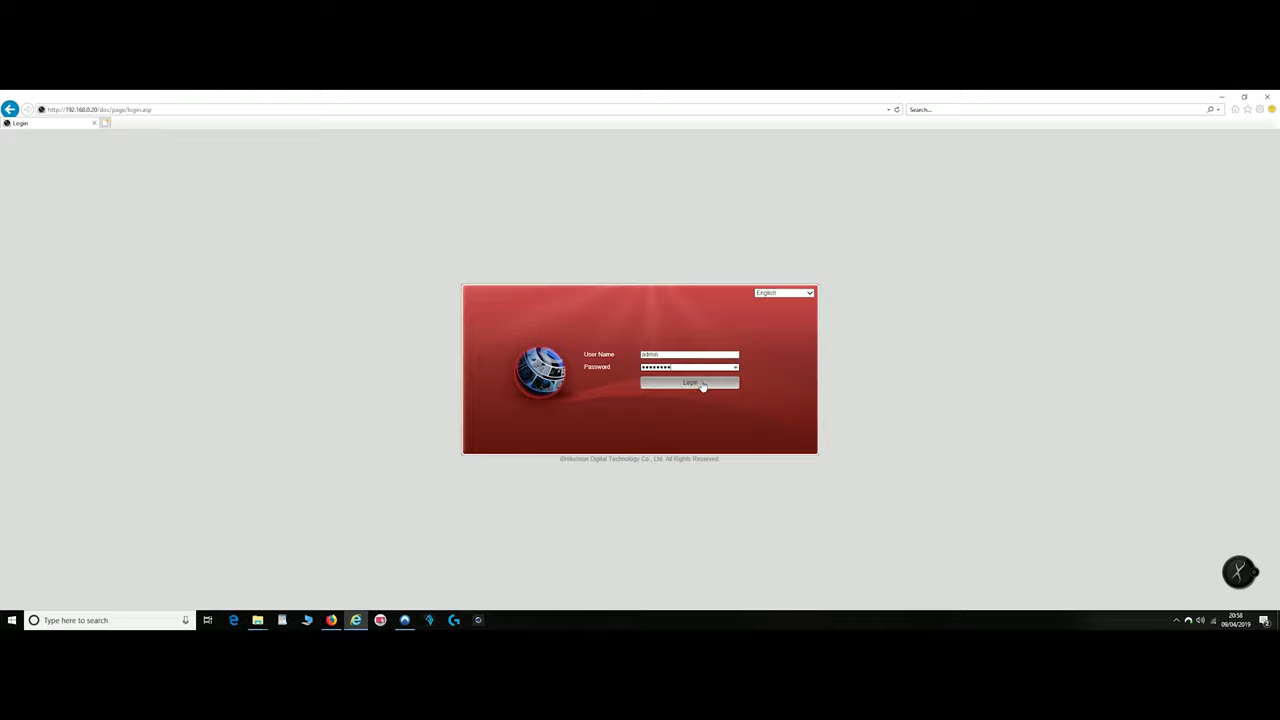 http://192.168.0.20/doc/page/login.asp
Search...
Login
English
User Name
admin
Password
••••••••
Login
©Hikvision Digital Technology Co., Ltd. All Rights Reserved.
Type here to search
20:58
09/04/2019